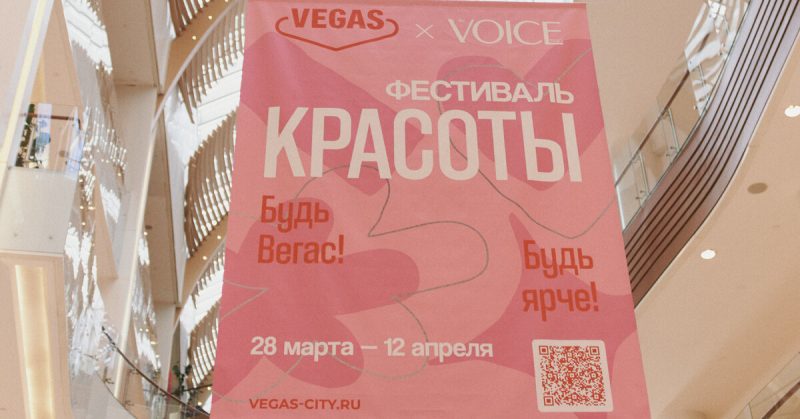 VEGAS × VOICE
ФЕСТИВАЛЬ
КРАСОТЫ
Будь
Вегас!
Будь
ярче!
28 марта — 12 апреля
VEGAS-CITY.RU